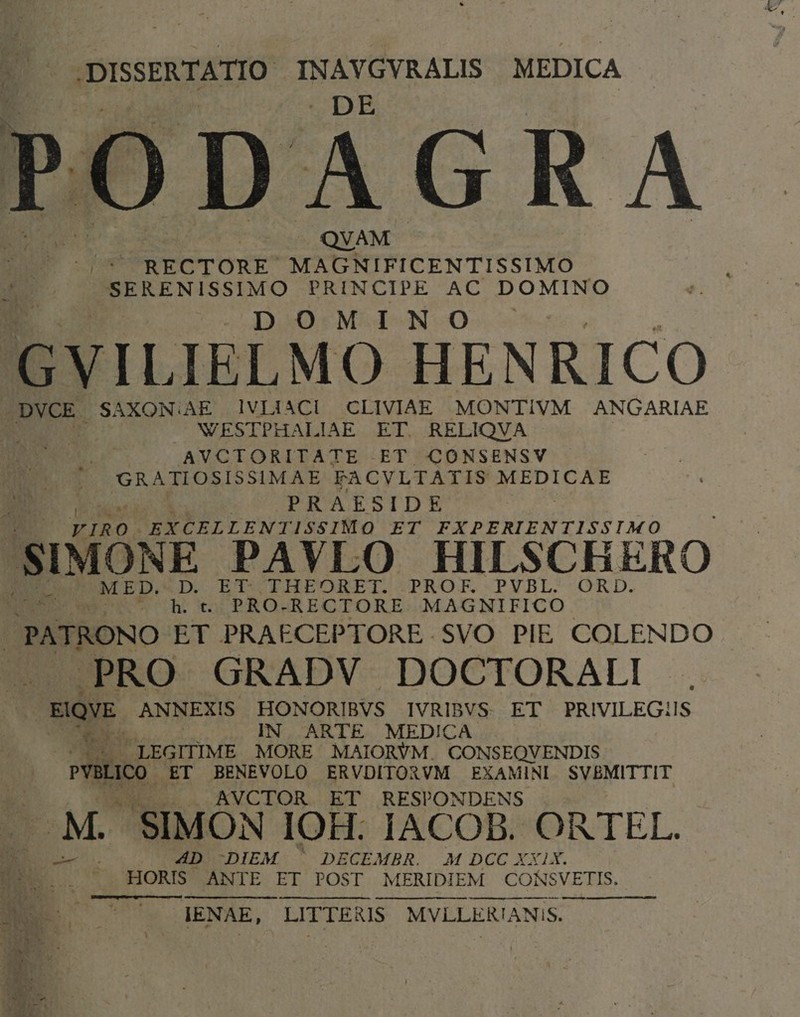 DISSERTATIO INAVGVRALIS MEDICA
DE
PODAGRA
QVAM
RECTORE MAGNIFICENTISSIMO
SERENISSIMO PRINCIPE AC DOMINO
DOMINO
GVILIELMO HENRICO
DVCE SAXONIAE IVLIACI CLIVIAE MONTIVM ANGARIAE
WESTPHALIAE ET RELIQVA
AVCTORITATE ET CONSENSV
GRATIOSISSIMAE FACVLTATIS MEDICAE
PRAESIDE
VIRO EXCELLENTISSIMO ET EXPERIENTISSIMO
SIMONE PAVLO HILSCHERO
MED. D. ET THEORET. PROF. PVBL. ORD.
h. t. PRO-RECTORE MAGNIFICO
PATRONO ET PRAECEPTORE SVO PIE COLENDO
PRO GRADV DOCTORALI
EIQVE ANNEXIS HONORIBVS IVRIBVS ET PRIVILEGIIS
IN ARTE MEDICA
LEGITIME MORE MAIORVM CONSEQVENDIS
PVBLICO ET BENEVOLO ERVDITORVM EXAMINI SVBMITTIT
AVCTOR ET RESPONDENS
M. SIMON IOH. IACOB. ORTEL.
AD DIEM DECEMBR. M DCC XXIX.
HORIS ANTE ET POST MERIDIEM CONSVETIS.
IENAE, LITTERIS MVLLERIANIS.